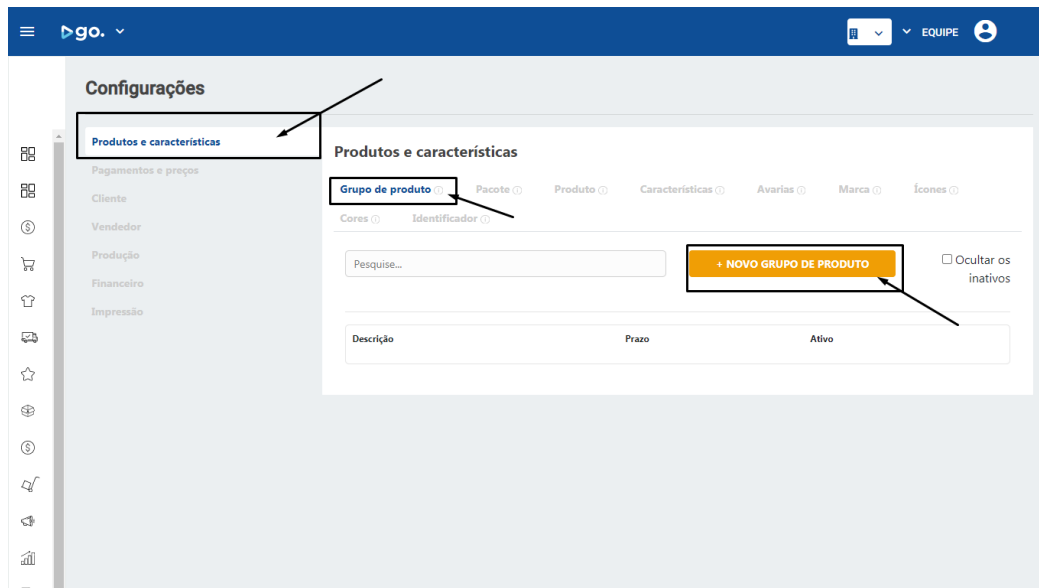 go.
EQUIPE
Configurações
Produtos e características
Pagamentos e preços
Cliente
Vendedor
Produção
Financeiro
Impressão
Produtos e características
Grupo de produto Pacote Produto Características Avarias Marca Ícones
Cores Identificador
Pesquise...
+ NOVO GRUPO DE PRODUTO
Ocultar os
inativos
Descrição Prazo Ativo